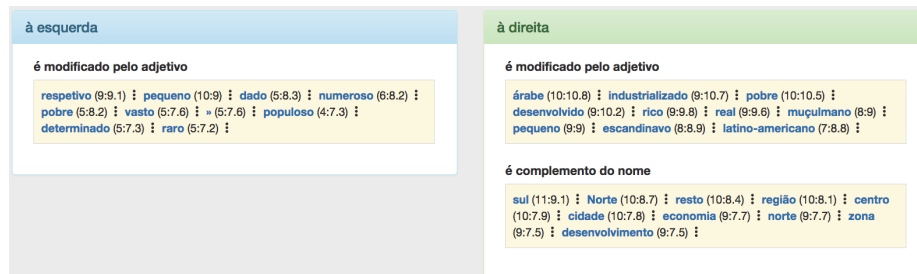 à esquerda
é modificado pelo adjetivo
respetivo (9:9.1) ⋮ pequeno (10:9) ⋮ dado (5:8.3) ⋮ numeroso (6:8.2) ⋮
pobre (5:8.2) ⋮ vasto (5:7.6) ⋮ » (5:7.6) ⋮ populoso (4:7.3) ⋮
determinado (5:7.3) ⋮ raro (5:7.2) ⋮
à direita
é modificado pelo adjetivo
árabe (10:10.8) ⋮ industrializado (9:10.7) ⋮ pobre (10:10.5) ⋮
desenvolvido (9:10.2) ⋮ rico (9:9.8) ⋮ real (9:9.6) ⋮ muçulmano (8:9) ⋮
pequeno (9:9) ⋮ escandinavo (8:8.9) ⋮ latino-americano (7:8.8) ⋮
é complemento do nome
sul (11:9.1) ⋮ Norte (10:8.7) ⋮ resto (10:8.4) ⋮ região (10:8.1) ⋮ centro
(10:7.9) ⋮ cidade (10:7.8) ⋮ economia (9:7.7) ⋮ norte (9:7.7) ⋮ zona
(9:7.5) ⋮ desenvolvimento (9:7.5) ⋮